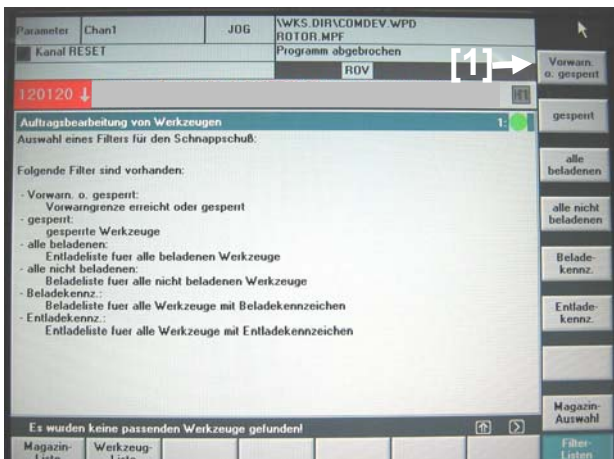 Parameter Chan1 JOG \WKS.DIR\COMDEV.WPD
ROTOR.MPF
Kanal RESET Programm abgebrochen
ROV
[1]
120120
Auftragsbearbeitung von Werkzeugen 1:
Auswahl eines Filters für den Schnappschuß:
Folgende Filter sind vorhanden:
- Vorwarn. o. gesperrt:
Vorwarngrenze erreicht oder gesperrt
- gesperrt:
gesperrte Werkzeuge
- alle beladenen:
Entladeliste fuer alle beladenen Werkzeuge
- alle nicht beladenen:
Beladeliste fuer alle nicht beladenen Werkzeuge
- Beladekennz.:
Beladeliste fuer alle Werkzeuge mit Beladekennzeichen
- Entladekennz.:
Entladeliste fuer alle Werkzeuge mit Entladekennzeichen
Es wurden keine passenden Werkzeuge gefunden!
Magazin-
Liste
Werkzeug-
Liste
Vorwarn.
o. gesperrt
gesperrt
alle
beladenen
alle nicht
beladenen
Belade-
kennz.
Entlade-
kennz.
Magazin-
Auswahl
Filter-
Listen